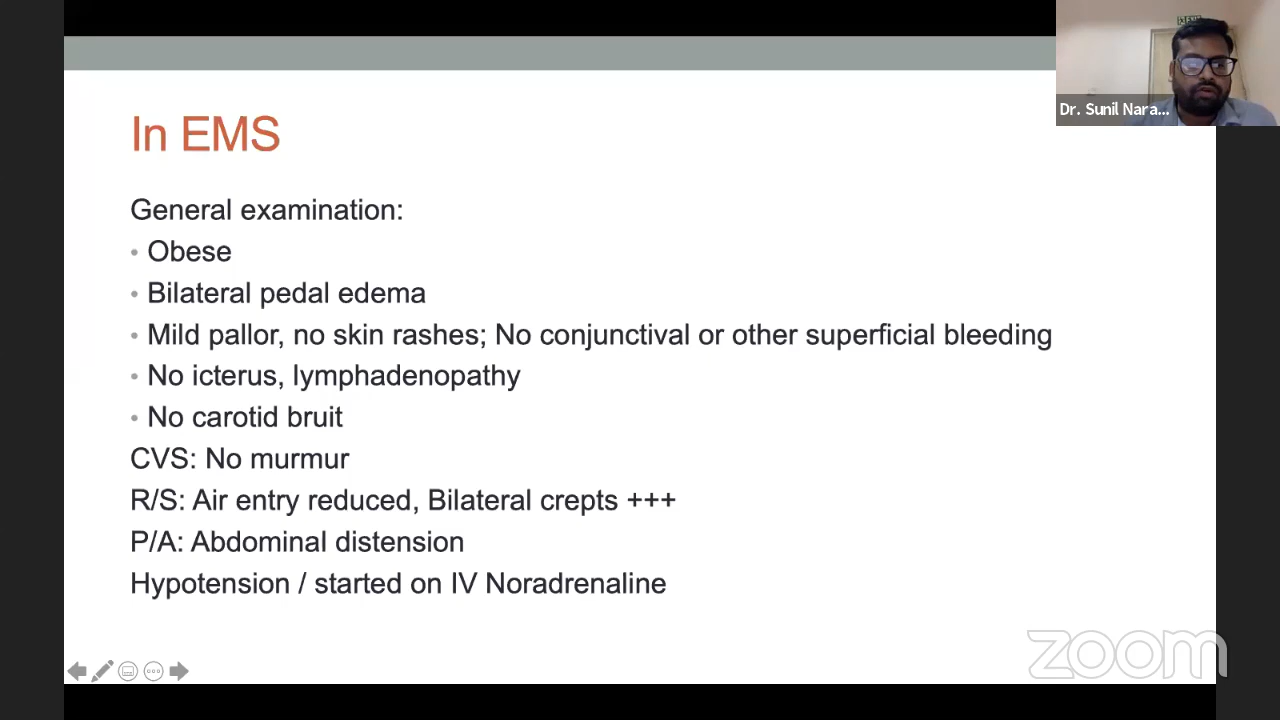 Dr. Sunil Nara...
In EMS
General examination:
• Obese
• Bilateral pedal edema
• Mild pallor, no skin rashes; No conjunctival or other superficial bleeding
• No icterus, lymphadenopathy
• No carotid bruit
CVS: No murmur
R/S: Air entry reduced, Bilateral crepts +++
P/A: Abdominal distension
Hypotension / started on IV Noradrenaline
zoom